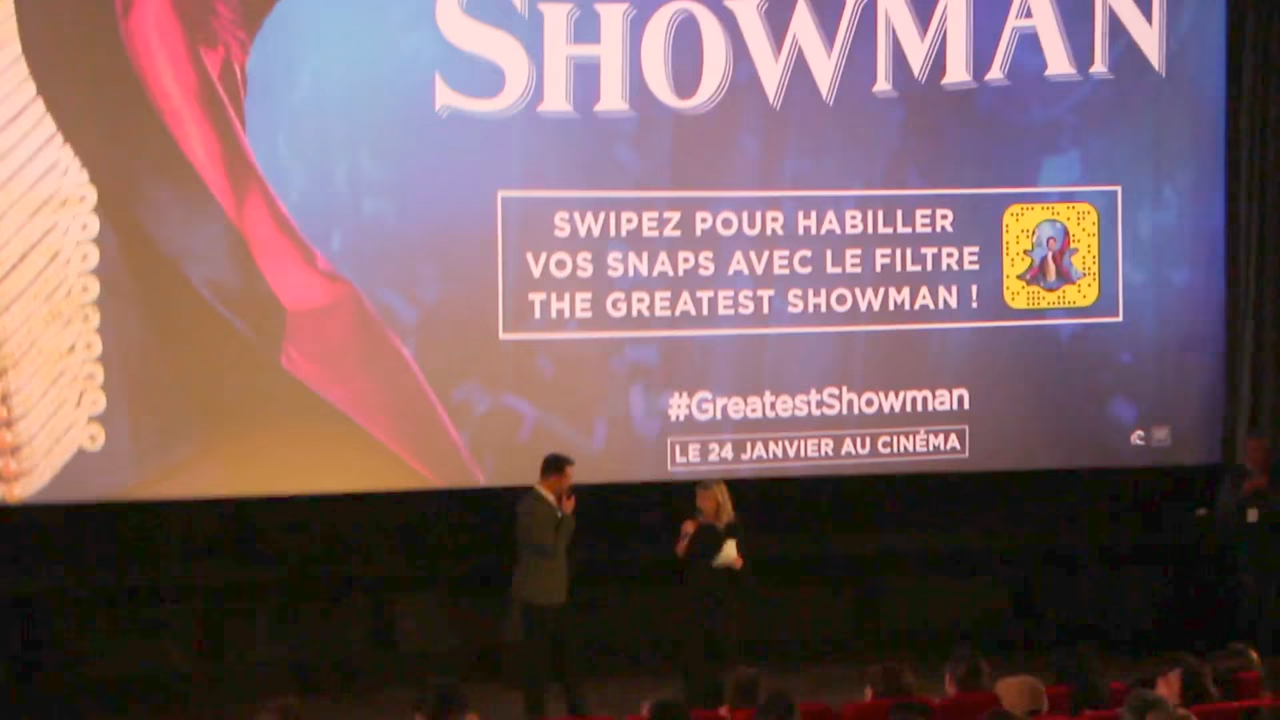 SHOWMAN
SWIPEZ POUR HABILLER
VOS SNAPS AVEC LE FILTRE
THE GREATEST SHOWMAN !
#GreatestShowman
LE 24 JANVIER AU CINÉMA